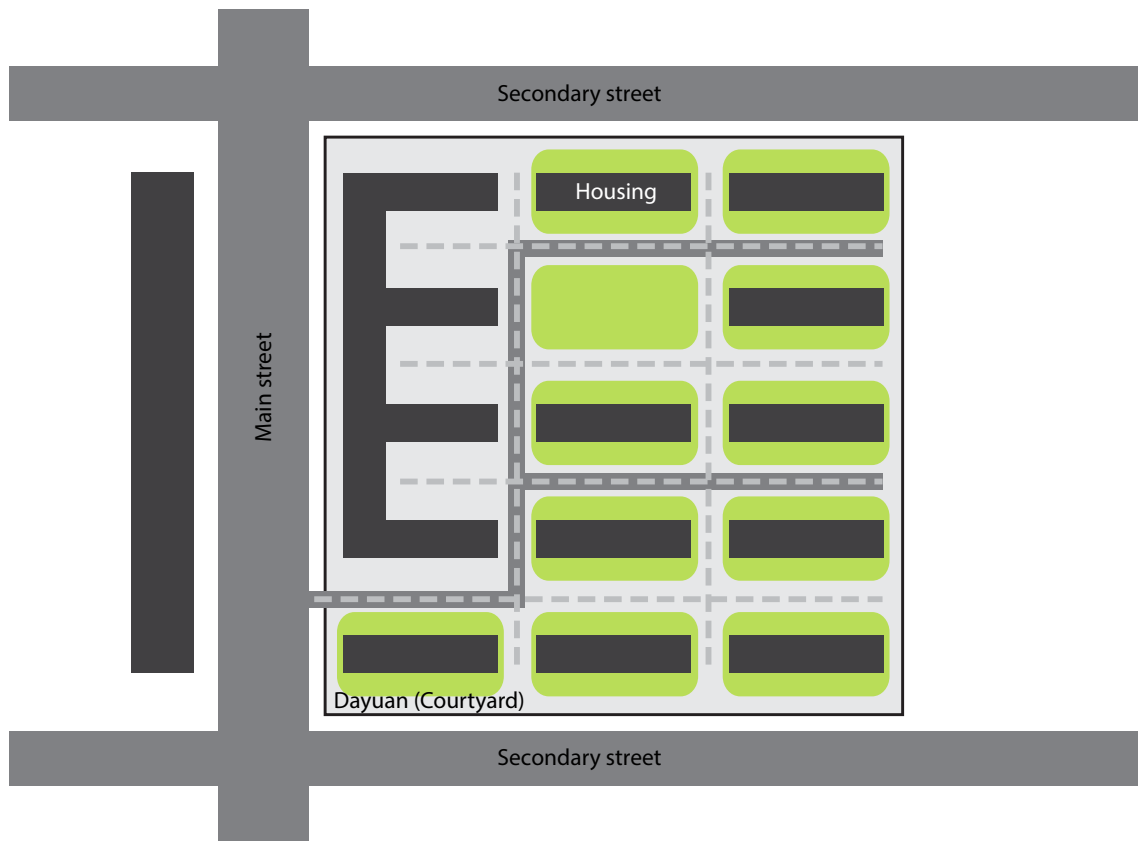 Secondary street
Housing
Main street
Dayuan (Courtyard)
Secondary street